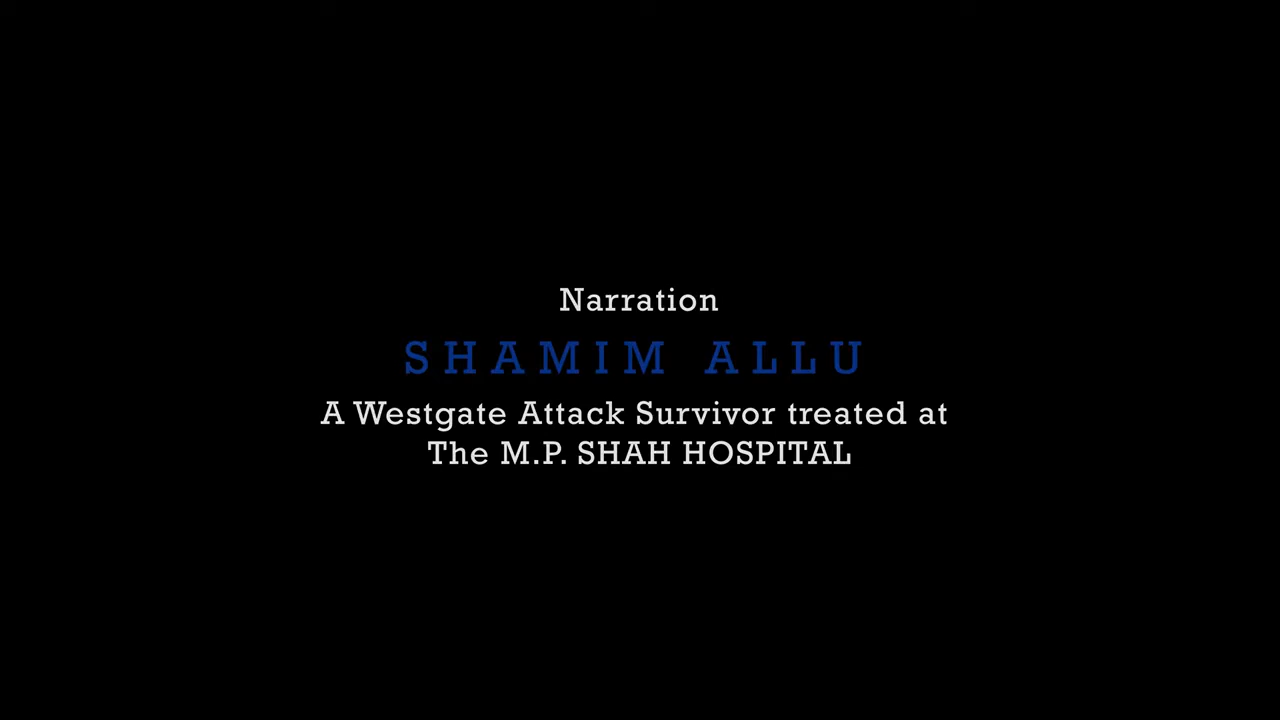 Narration
SHAMIM ALLU
A Westgate Attack Survivor treated at
The M.P. SHAH HOSPITAL